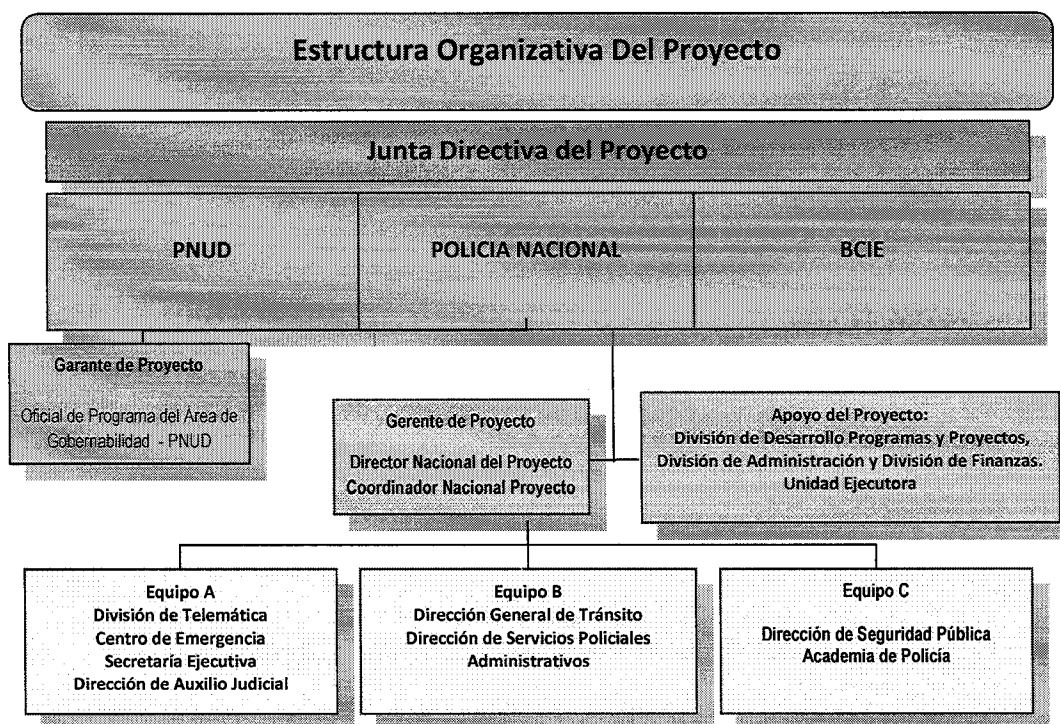 Estructura Organizativa Del Proyecto
Junta Directiva del Proyecto
PNUD
POLICIA NACIONAL
BCIE
Garante de Proyecto
Oficial de Programa del Área de
Gobernabilidad - PNUD
Gerente de Proyecto
Director Nacional del Proyecto
Coordinador Nacional Proyecto
Apoyo del Proyecto:
División de Desarrollo Programas y Proyectos,
División de Administración y División de Finanzas.
Unidad Ejecutora
Equipo A
División de Telemática
Centro de Emergencia
Secretaría Ejecutiva
Dirección de Auxilio Judicial
Equipo B
Dirección General de Tránsito
Dirección de Servicios Policiales
Administrativos
Equipo C
Dirección de Seguridad Pública
Academia de Policía